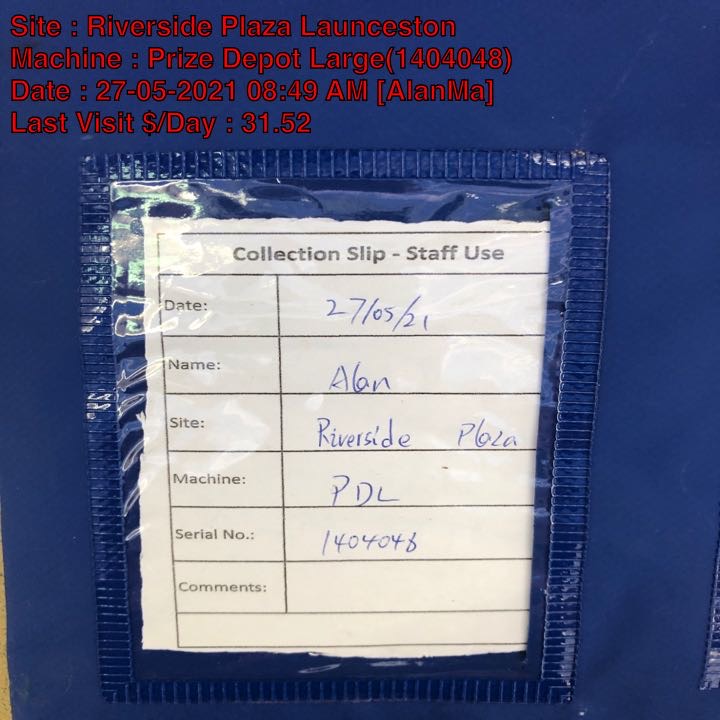 Site : Riverside Plaza Launceston
Machine : Prize Depot Large(1404048)
Date : 27-05-2021 08:49 AM [AlanMa]
Last Visit $/Day : 31.52
Collection Slip - Staff Use
Date: 27/05/21
Name: Alan
Site: Riverside Plaza
Machine: PDL
Serial No.: 1404048
Comments: